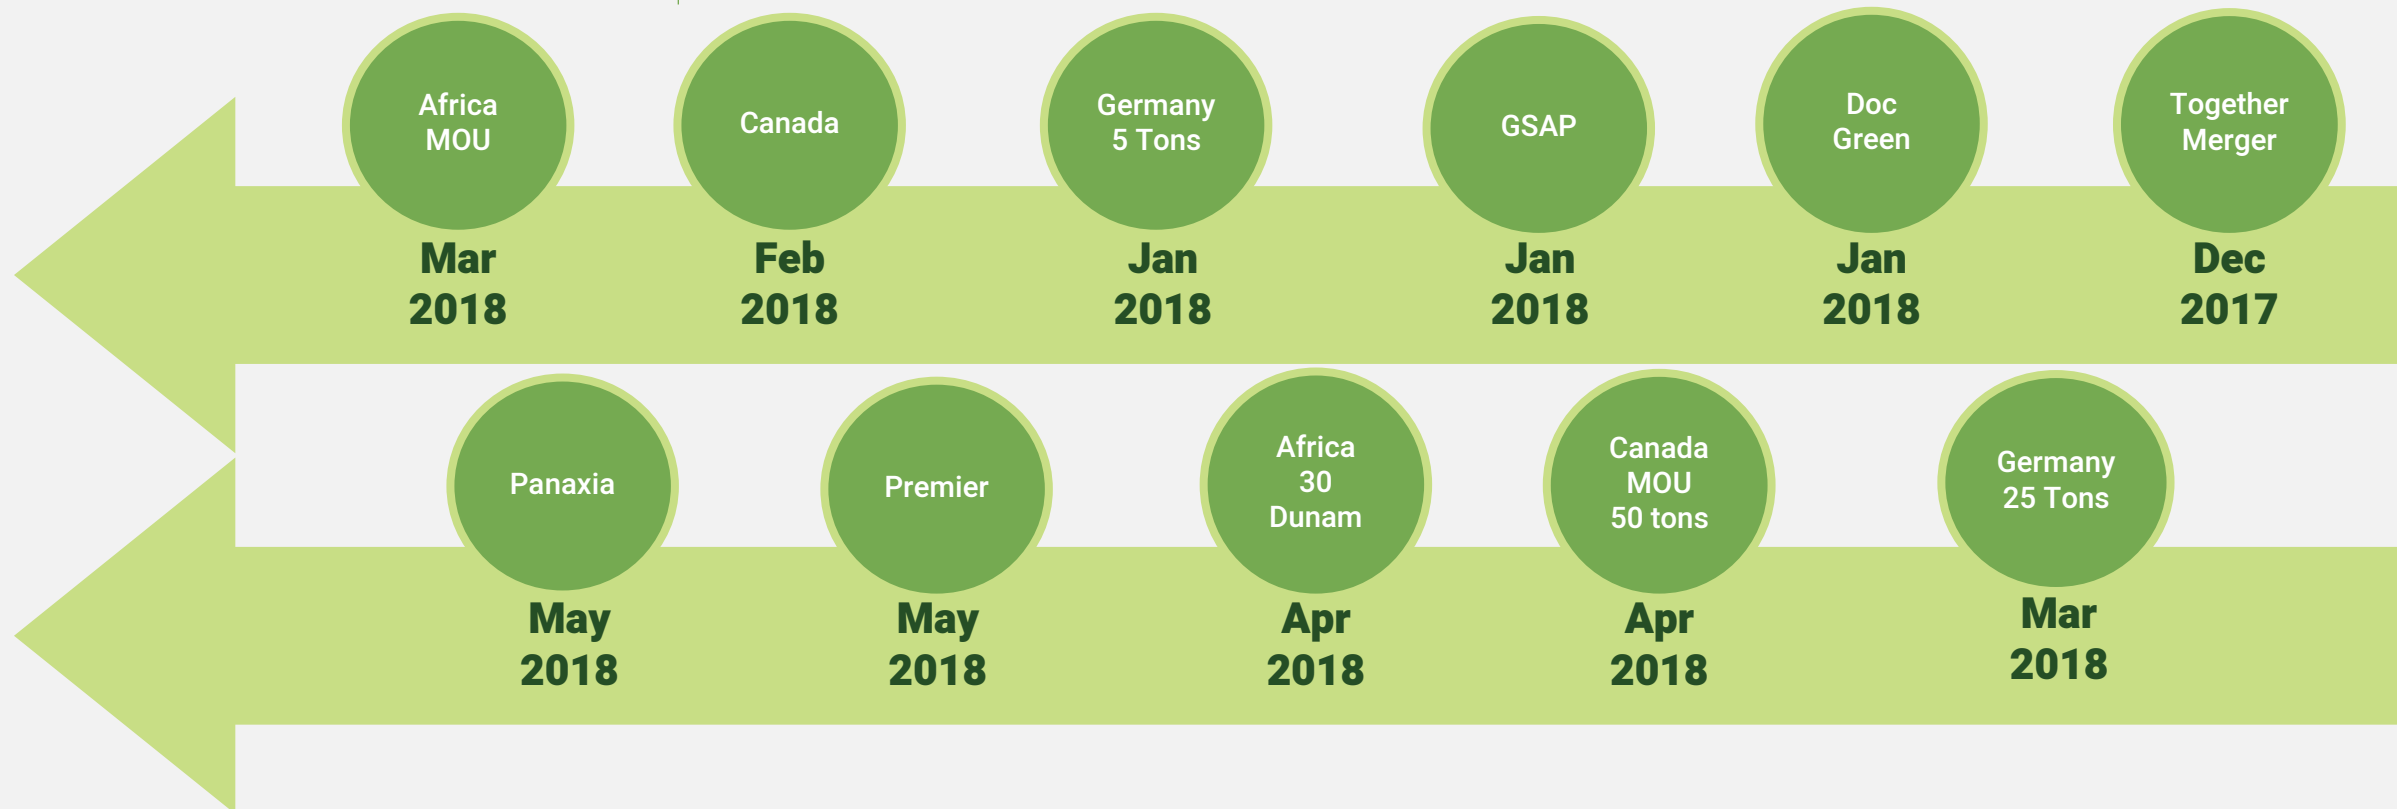 Africa
MOU
Mar
2018
Canada
Feb
2018
Germany
5 Tons
Jan
2018
GSAP
Jan
2018
Doc
Green
Jan
2018
Together
Merger
Dec
2017
Panaxia
May
2018
Premier
May
2018
Africa
30
Dunam
Apr
2018
Canada
MOU
50 tons
Apr
2018
Germany
25 Tons
Mar
2018